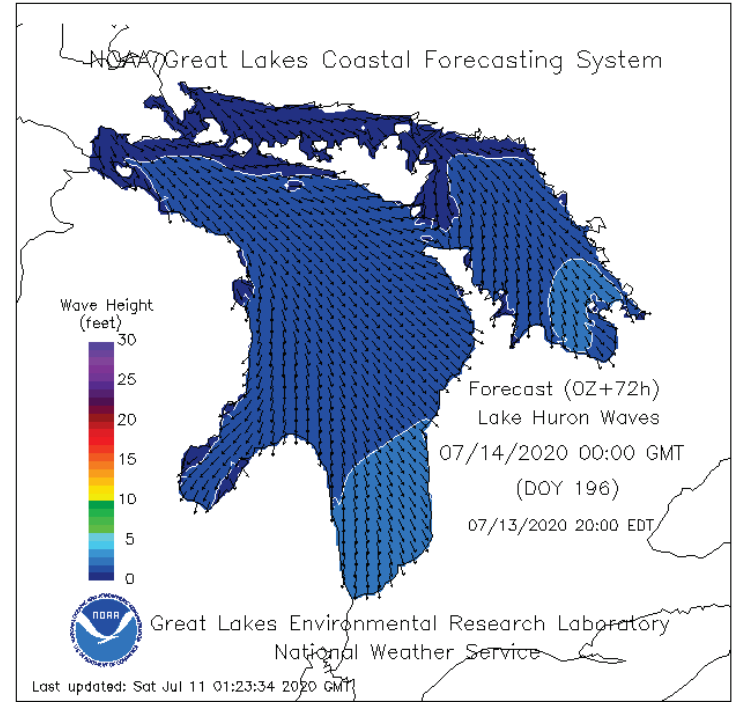 NOAA/Great Lakes Coastal Forecasting System
Wave Height
(feet)
30
25
20
15
10
5
0
Forecast (0Z+72h)
Lake Huron Waves
07/14/2020 00:00 GMT
(DOY 196)
07/13/2020 20:00 EDT
NOAA
Great Lakes Environmental Research Laboratory
National Weather Service
Last updated: Sat Jul 11 01:23:34 2020 GMT